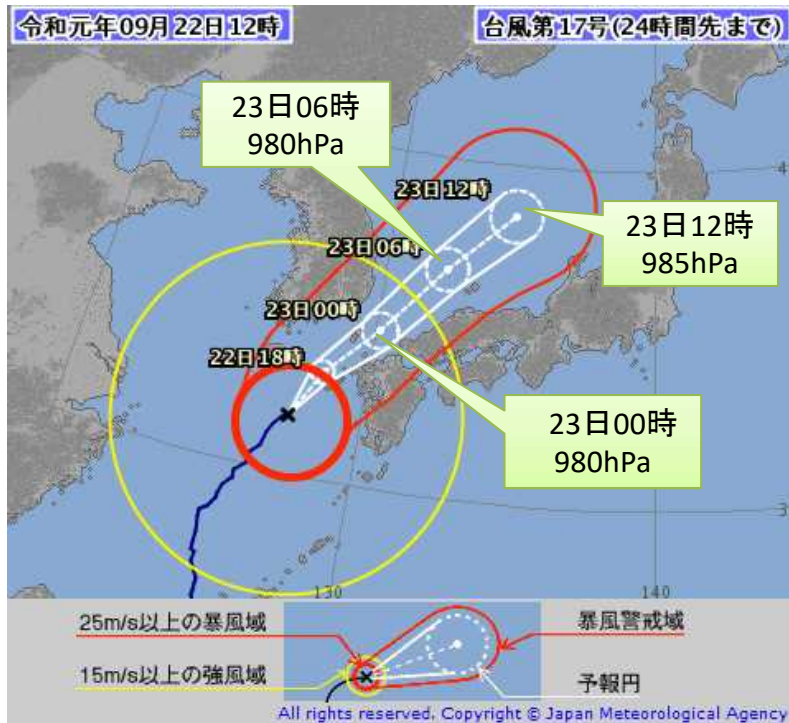 令和元年09月22日12時
台風第17号(24時間先まで)
23日06時
980hPa
23日12時
4
23日12時
985hPa
23日06時
23日00時
22日18時
23日00時
980hPa
3
130
140
25m/s以上の暴風域
暴風警戒域
15m/s以上の強風域
予報円
All rights reserved. Copyright © Japan Meteorological Agency